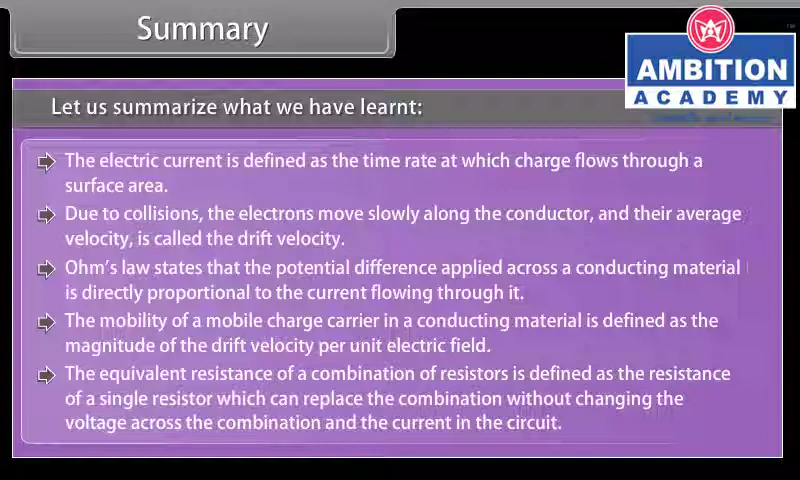 Summary
AMBITION
ACADEMY
Let us summarize what we have learnt:
The electric current is defined as the time rate at which charge flows through a
surface area.
Due to collisions, the electrons move slowly along the conductor, and their average
velocity, is called the drift velocity.
Ohm's law states that the potential difference applied across a conducting material
is directly proportional to the current flowing through it.
The mobility of a mobile charge carrier in a conducting material is defined as the
magnitude of the drift velocity per unit electric field.
The equivalent resistance of a combination of resistors is defined as the resistance
of a single resistor which can replace the combination without changing the
voltage across the combination and the current in the circuit.